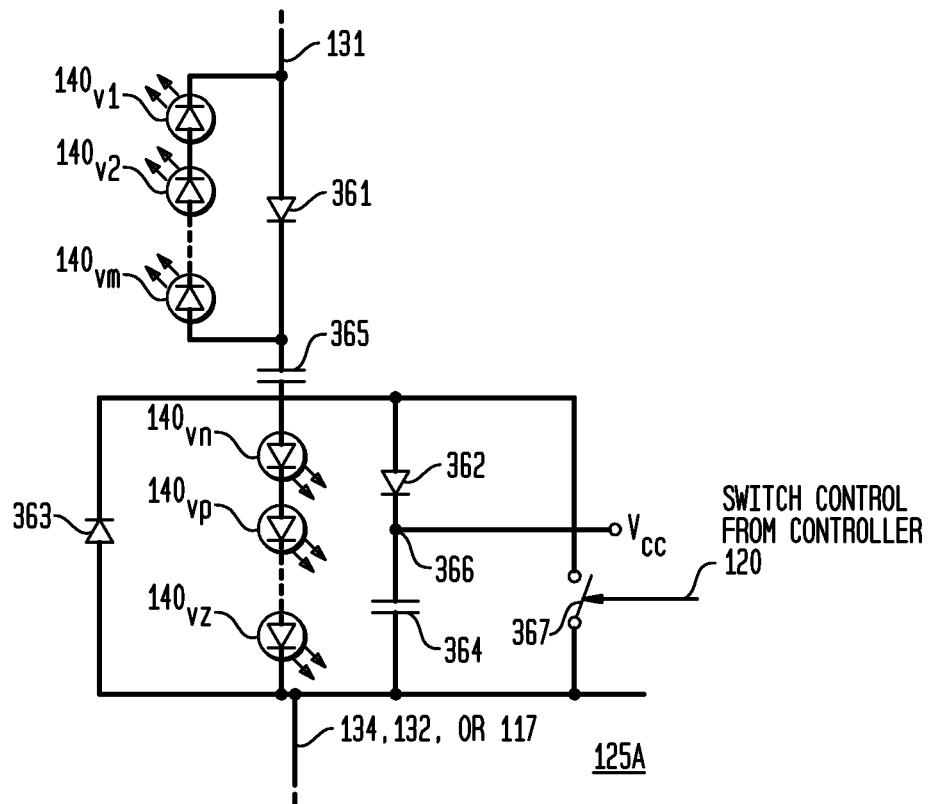 131
140v1
140v2
361
140vm
365
140vn
362
140vp
363
SWITCH CONTROL
FROM CONTROLLER
120
Vcc
366
140vz
364
367
134, 132, OR 117
125A